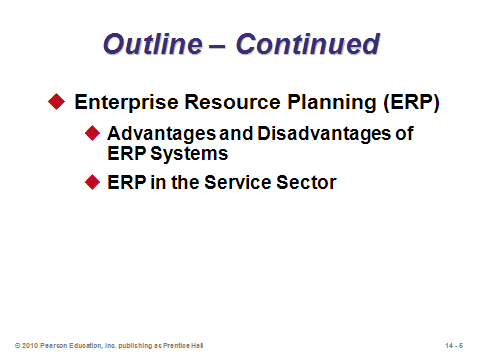 Outline – Continued
Enterprise Resource Planning (ERP)
Advantages and Disadvantages of
ERP Systems
ERP in the Service Sector
© 2010 Pearson Education, Inc. publishing as Prentice Hall
14 - 5